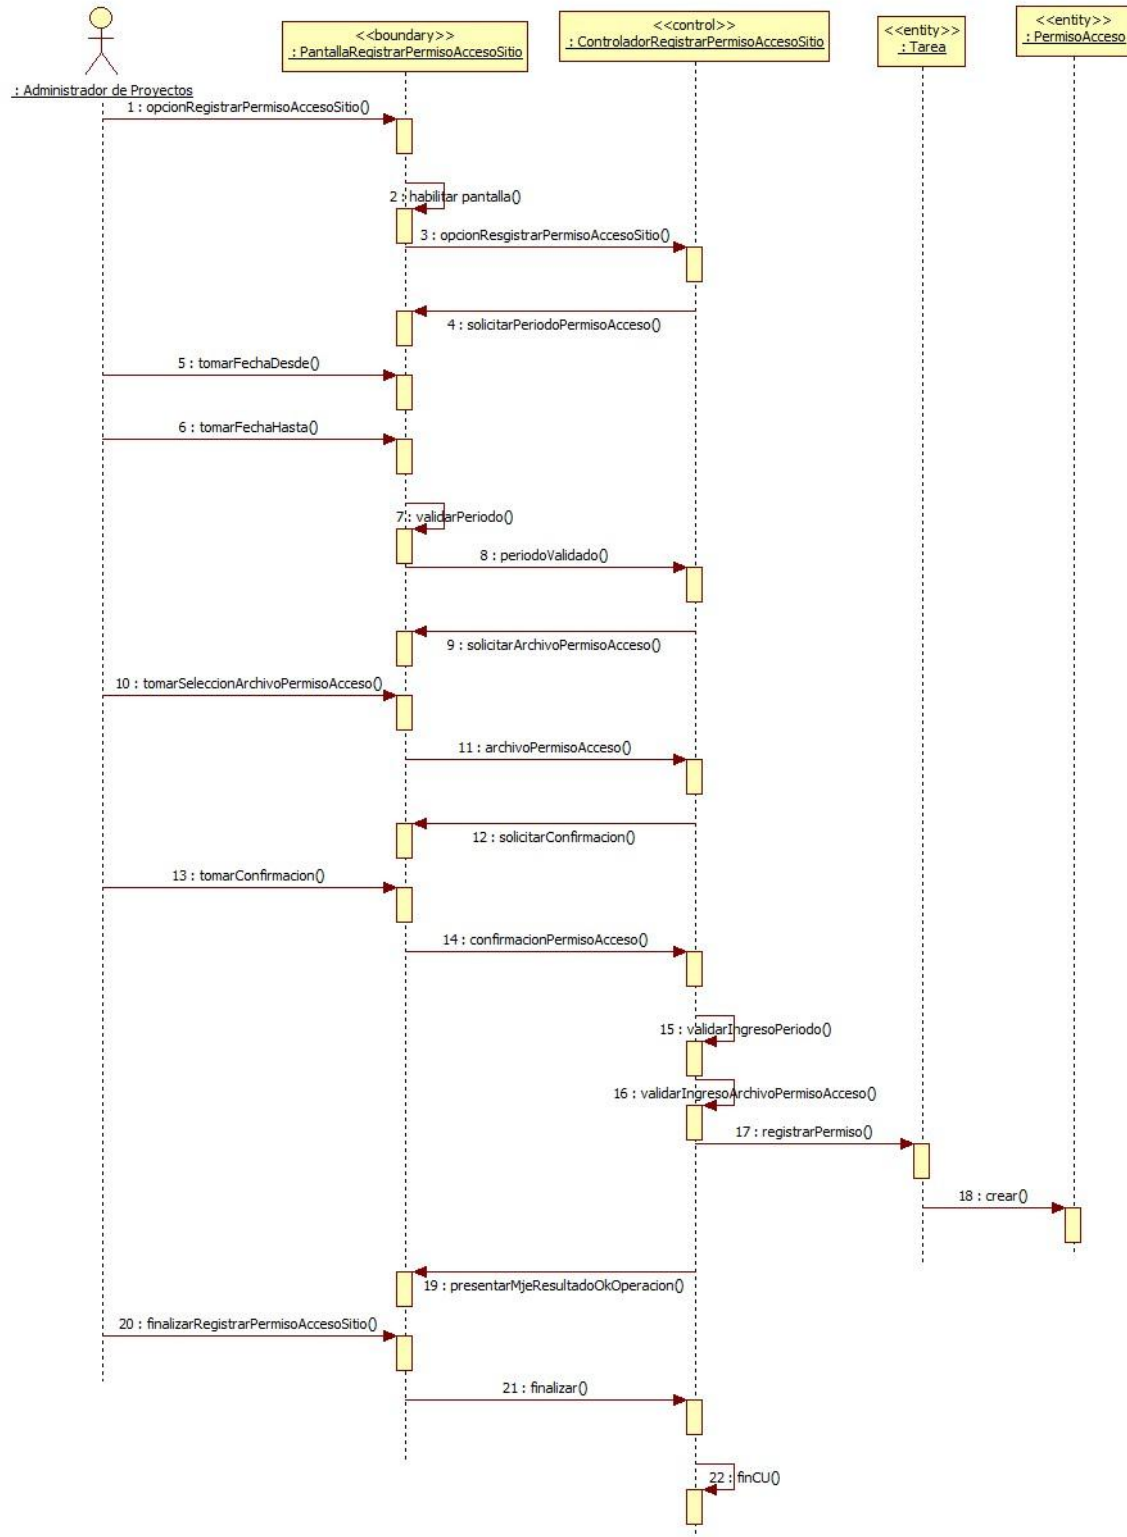 : Administrador de Proyectos
<<boundary>>
: PantallaRegistrarPermisoAccesoSitio
<<control>>
: ControladorRegistrarPermisoAccesoSitio
<<entity>>
: Tarea
<<entity>>
: PermisoAcceso
1 : opcionRegistrarPermisoAccesoSitio()
2 : habilitar pantalla()
3 : opcionResgistrarPermisoAccesoSitio()
4 : solicitarPeriodoPermisoAcceso()
5 : tomarFechaDesde()
6 : tomarFechaHasta()
7 : validarPeriodo()
8 : periodoValidado()
9 : solicitarArchivoPermisoAcceso()
10 : tomarSeleccionArchivoPermisoAcceso()
11 : archivoPermisoAcceso()
12 : solicitarConfirmacion()
13 : tomarConfirmacion()
14 : confirmacionPermisoAcceso()
15 : validarIngresoPeriodo()
16 : validarIngresoArchivoPermisoAcceso()
17 : registrarPermiso()
18 : crear()
19 : presentarMjeResultadoOkOperacion()
20 : finalizarRegistrarPermisoAccesoSitio()
21 : finalizar()
22 : finCU()